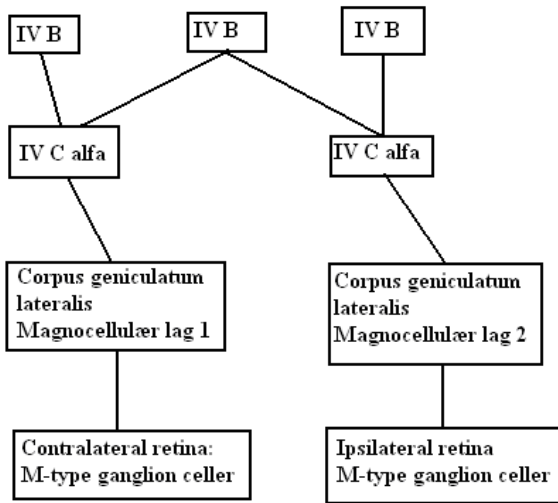 IV B
IV B
IV B
IV C alfa
IV C alfa
Corpus geniculatum
lateralis
Magnocellulær lag 1
Corpus geniculatum
lateralis
Magnocellulær lag 2
Contralateral retina:
M-type ganglion celler
Ipsilateral retina
M-type ganglion celler